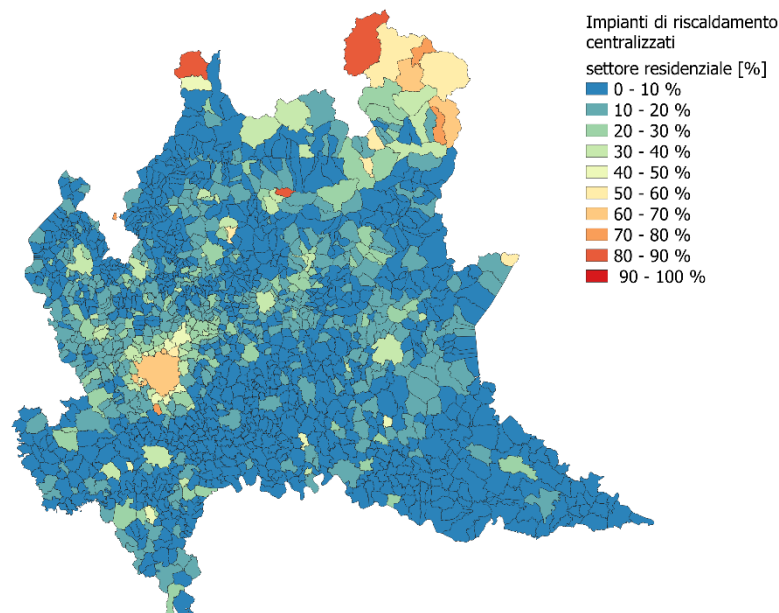 Impianti di riscaldamento
centralizzati
settore residenziale [%]
0 - 10 %
10 - 20 %
20 - 30 %
30 - 40 %
40 - 50 %
50 - 60 %
60 - 70 %
70 - 80 %
80 - 90 %
90 - 100 %